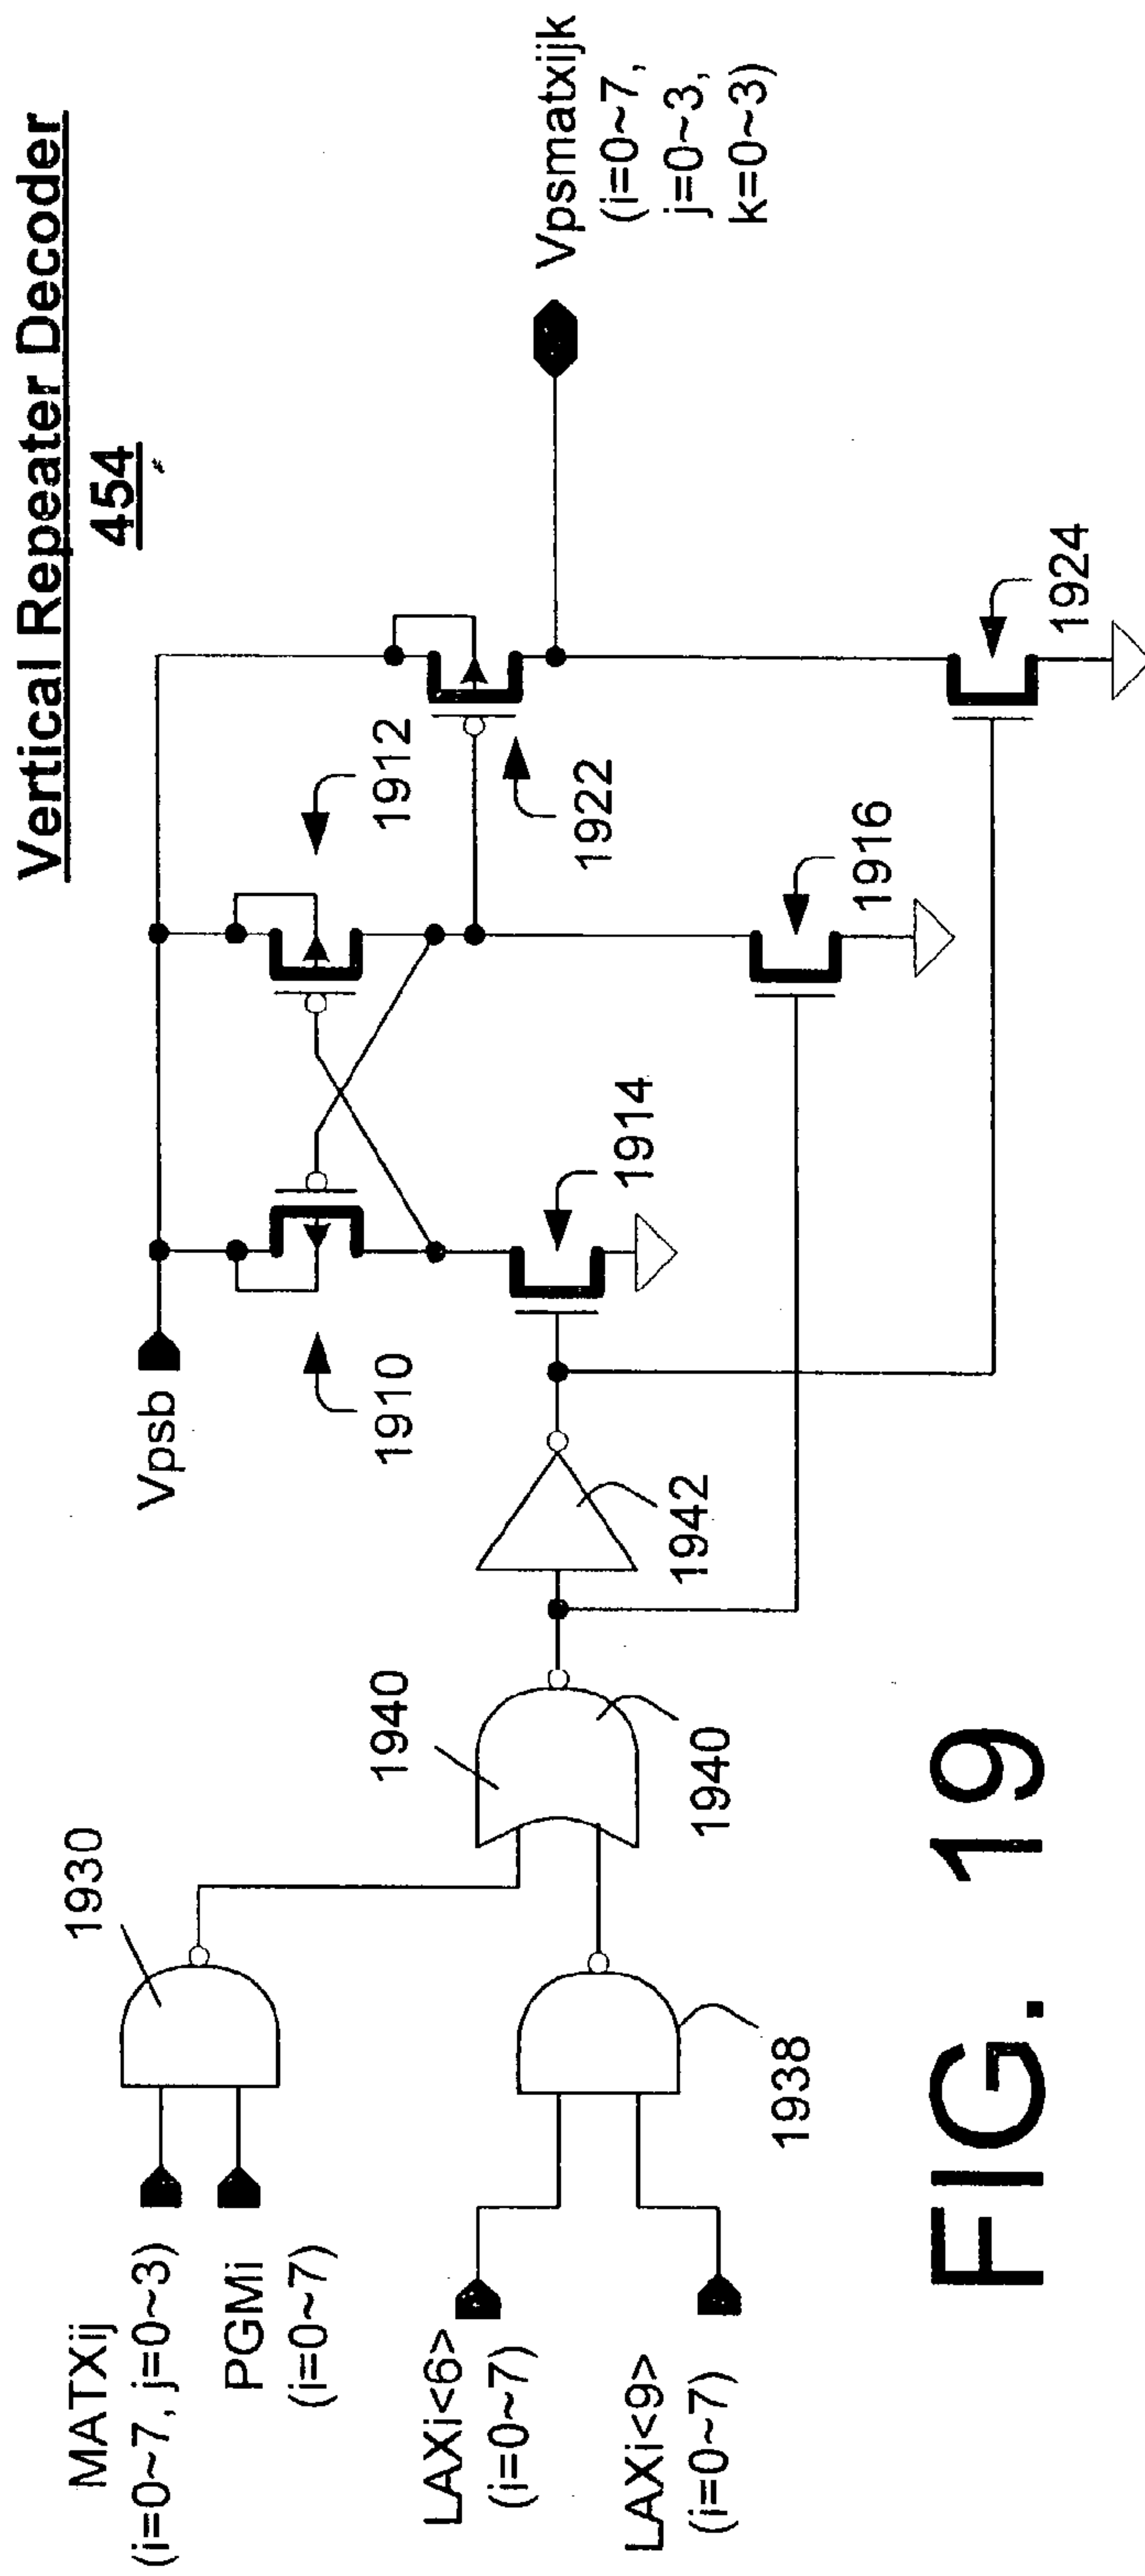 Vertical Repeater Decoder
454
Vpsb
1910
1912
1922
Vpsmatxijk
(i=0~7,
j=0~3,
k=0~3)
1914
1916
1924
MATXij
(i=0~7, j=0~3)
PGMii
(i=0~7)
1930
LAXi<6>
(i=0~7)
LAXi<9>
(i=0~7)
1938
1940
1940
1942
FIG. 19